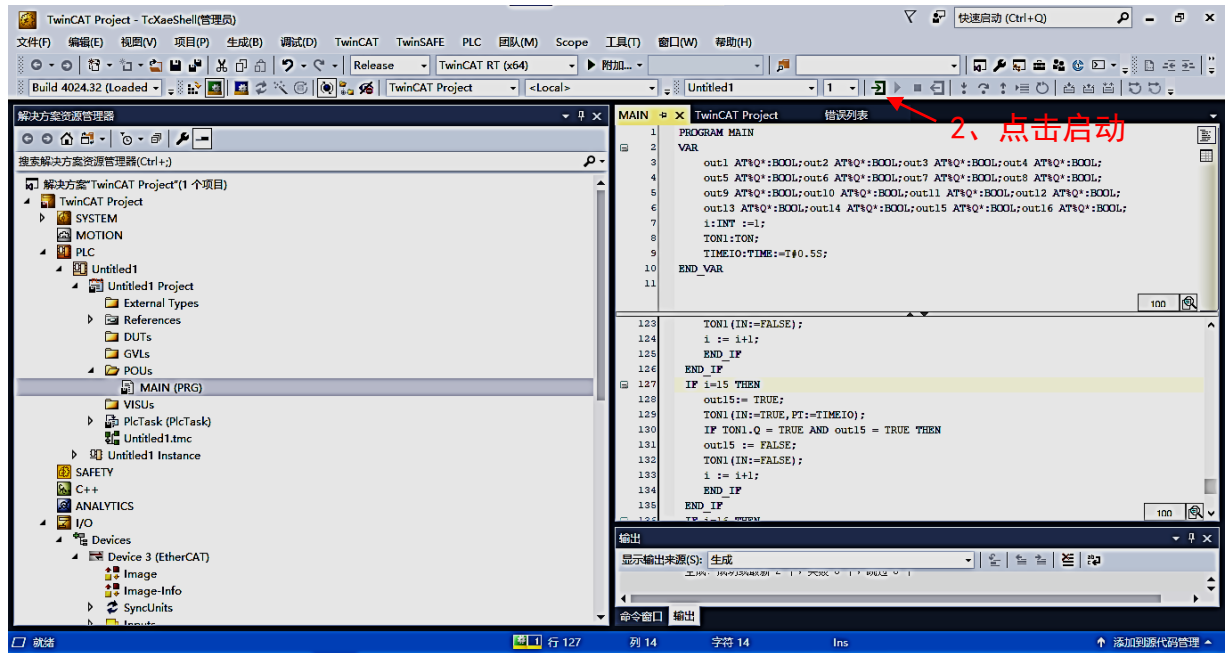 TwinCAT Project - TcXaeShell(管理员)
快速启动 (Ctrl+Q)
文件(F) 编辑(E) 视图(V) 项目(P) 生成(B) 调试(D) TwinCAT TwinSAFE PLC 团队(M) Scope 工具(T) 窗口(W) 帮助(H)
Release TwinCAT RT (x64) 附加...
Build 4024.32 (Loaded TwinCAT Project <Local> Untitled1 1
2、点击启动
解决方案资源管理器
搜索解决方案资源管理器(Ctrl+;)
解决方案"TwinCAT Project"(1 个项目)
TwinCAT Project
SYSTEM
MOTION
PLC
Untitled1
Untitled1 Project
External Types
References
DUTs
GVLs
POUs
MAIN (PRG)
VISUs
PlcTask (PlcTask)
Untitled1.tmc
Untitled1 Instance
SAFETY
C++
ANALYTICS
I/O
Devices
Device 3 (EtherCAT)
Image
Image-Info
SyncUnits
Inputs
MAIN TwinCAT Project 错误列表
1 PROGRAM MAIN
2 VAR
3 out1 AT%Q*:BOOL;out2 AT%Q*:BOOL;out3 AT%Q*:BOOL;out4 AT%Q*:BOOL;
4 out5 AT%Q*:BOOL;out6 AT%Q*:BOOL;out7 AT%Q*:BOOL;out8 AT%Q*:BOOL;
5 out9 AT%Q*:BOOL;out10 AT%Q*:BOOL;out11 AT%Q*:BOOL;out12 AT%Q*:BOOL;
6 out13 AT%Q*:BOOL;out14 AT%Q*:BOOL;out15 AT%Q*:BOOL;out16 AT%Q*:BOOL;
7 i:INT :=1;
8 TON1:TON;
9 TIMEIO:TIME:=T#0.5S;
10 END_VAR
11
100
123 TON1(IN:=FALSE);
124 i := i+1;
125 END_IF
126 END_IF
127 IF i=15 THEN
128 out15:= TRUE;
129 TON1(IN:=TRUE,PT:=TIMEIO);
130 IF TON1.Q = TRUE AND out15 = TRUE THEN
131 out15 := FALSE;
132 TON1(IN:=FALSE);
133 i := i+1;
134 END_IF
135 END_IF
136 IF i=16 THEN
100
输出
显示输出来源(S): 生成
命令窗口 输出
就绪 1 行 127 列 14 字符 14 Ins 添加到源代码管理